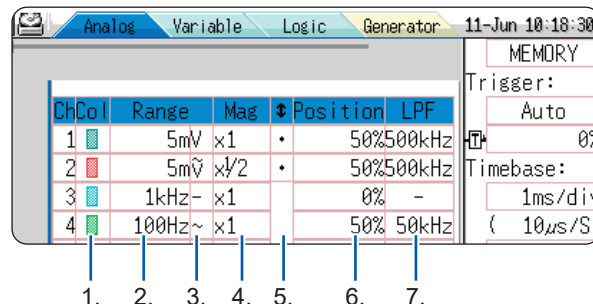 Analog Variable Logic Generator 11-Jun 10:18:30
MEMORY
Trigger:
Auto
T 0%
Timebase:
1ms/div
( 10µs/S
Ch Col Range Mag ↕ Position LPF
1 5mV x1 • 50% 500kHz
2 5mṽ x1/2 • 50% 500kHz
3 1kHz – x1 0% –
4 100Hz ~ x1 50% 50kHz
1. 2. 3. 4. 5. 6. 7.